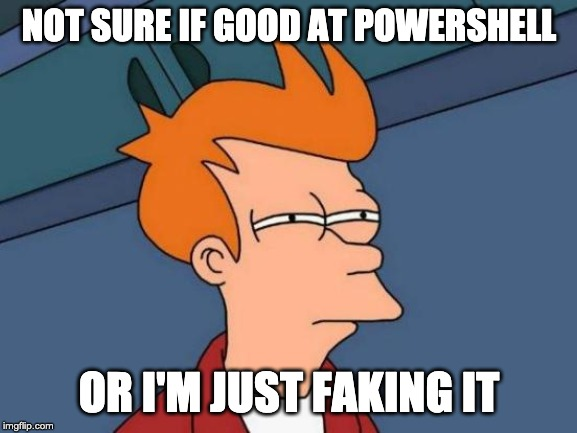 NOT SURE IF GOOD AT POWERSHELL
OR I'M JUST FAKING IT
imgflip.com